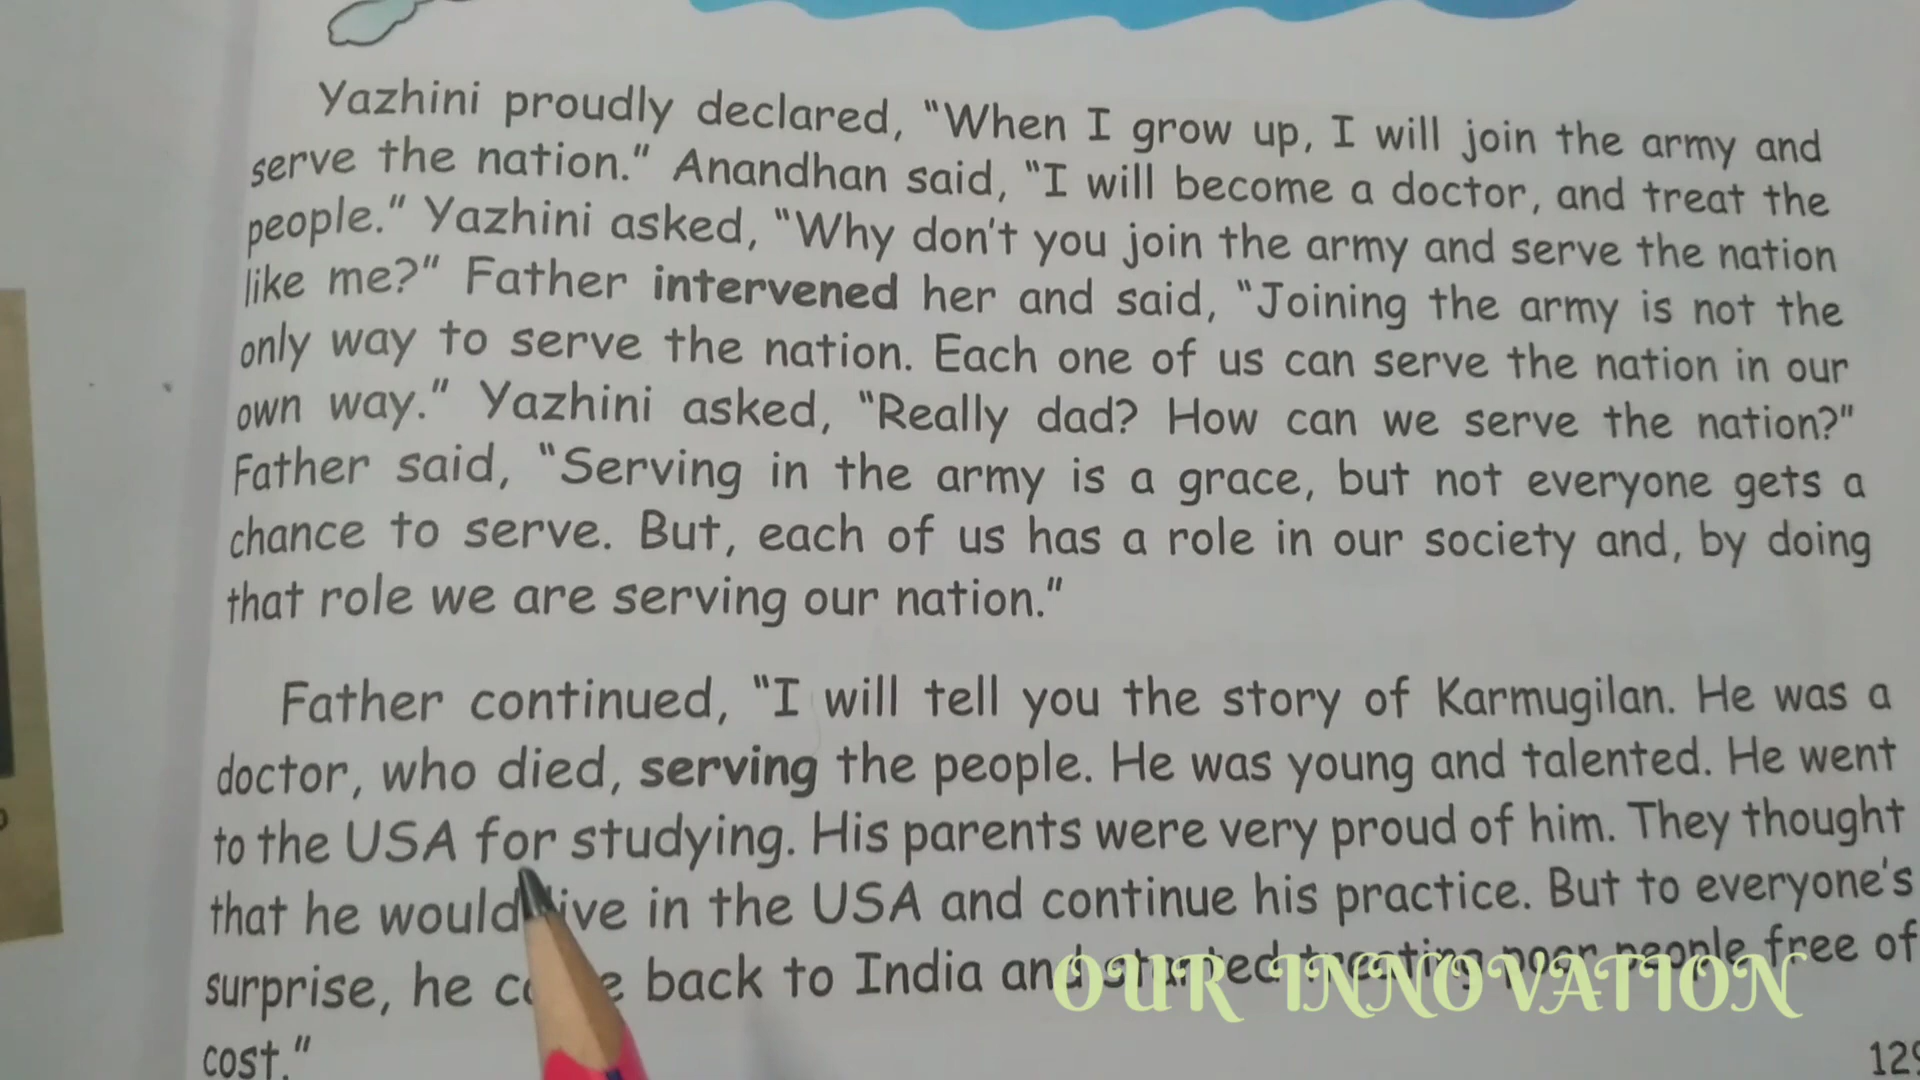 Yazhini proudly declared, "When I grow up, I will join the army and
serve the nation." Anandhan said, "I will become a doctor, and treat the
people." Yazhini asked, "Why don't you join the army and serve the nation
like me?" Father intervened her and said, "Joining the army is not the
only way to serve the nation. Each one of us can serve the nation in our
own way." Yazhini asked, "Really dad? How can we serve the nation?"
Father said, "Serving in the army is a grace, but not everyone gets a
chance to serve. But, each of us has a role in our society and, by doing
that role we are serving our nation."
Father continued, "I will tell you the story of Karmugilan. He was a
doctor, who died, serving the people. He was young and talented. He went
to the USA for studying. His parents were very proud of him. They thought
that he would live in the USA and continue his practice. But to everyone's
surprise, he back to India and started treating poor people free of
cost."
OUR INNOVATION
129